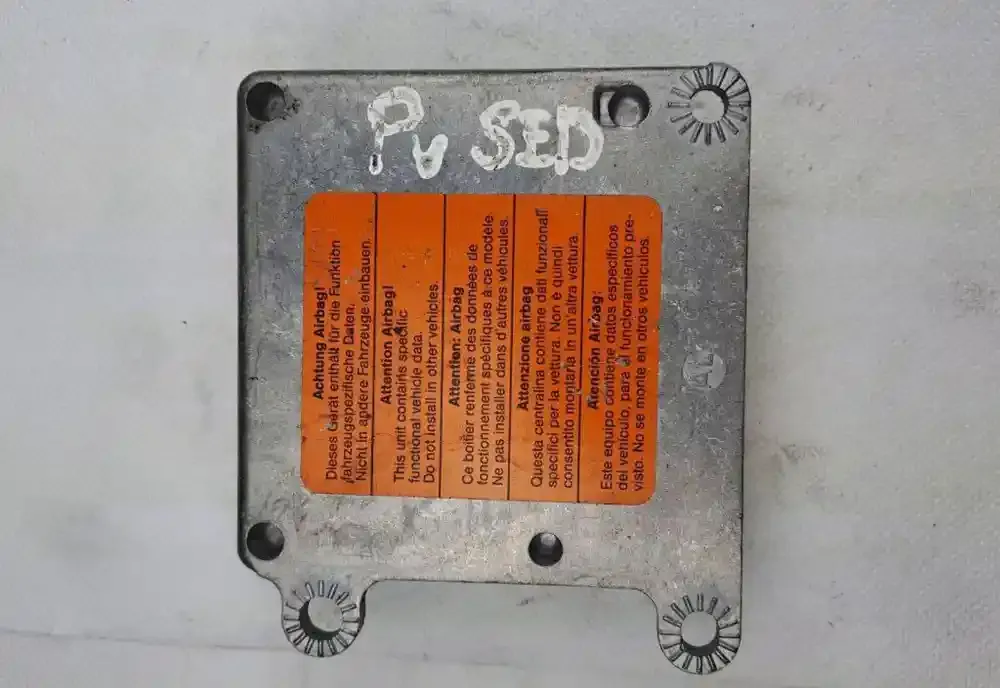 Pv SED
Achtung Airbag!
Dieses Gerät enthält für die Funktion
fahrzeugspezifische Daten.
Nicht in andere Fahrzeuge einbauen.
Attention Airbag!
This unit contains specific
functional vehicle data.
Do not install in other vehicles.
Attention: Airbag
Ce boîtier renferme des données de
fonctionnement spécifiques à ce modèle.
Ne pas installer dans d'autres véhicules.
Attenzione airbag
Questa centralina contiene dati funzionali
specifici per la vettura. Non è quindi
consentito montarla in un'altra vettura.
Atención Airbag:
Este equipo contiene datos específicos
del vehículo, para el funcionamiento pre-
visto. No se monte en otros vehículos.